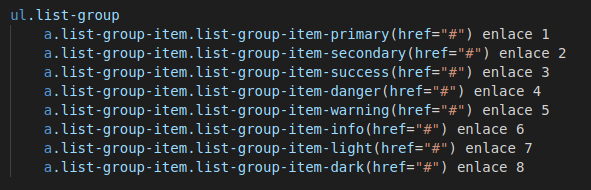 ul.list-group
a.list-group-item.list-group-item-primary(href="#") enlace 1
a.list-group-item.list-group-item-secondary(href="#") enlace 2
a.list-group-item.list-group-item-success(href="#") enlace 3
a.list-group-item.list-group-item-danger(href="#") enlace 4
a.list-group-item.list-group-item-warning(href="#") enlace 5
a.list-group-item.list-group-item-info(href="#") enlace 6
a.list-group-item.list-group-item-light(href="#") enlace 7
a.list-group-item.list-group-item-dark(href="#") enlace 8